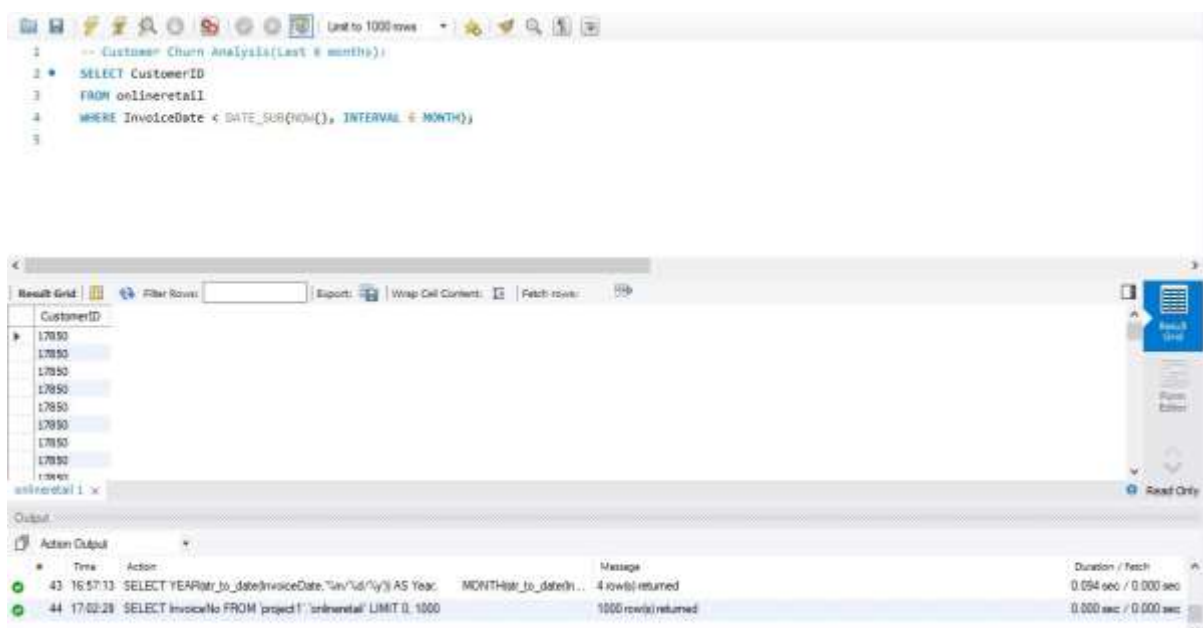 Limit to 1000 rows
1 -- Customer Churn Analysis(Last 6 months):
2 SELECT CustomerID
3 FROM onlineretail
4 WHERE InvoiceDate < DATE_SUB(NOW(), INTERVAL 6 MONTH);
5
Result Grid Filter Rows: Export: Wrap Cell Content: Fetch rows:
CustomerID
17850
17850
17850
17850
17850
17850
17850
17850
17850
Result Grid
Form Editor
onlineretail 1 Read Only
Output
Action Output
Time Action Message Duration / Fetch
43 16:57:13 SELECT YEAR(str_to_date(InvoiceDate,"%m/%d/%y")) AS Year, MONTH(str_to_date(In... 4 row(s) returned 0.094 sec / 0.000 sec
44 17:02:28 SELECT InvoiceNo FROM `project1`.`onlineretail` LIMIT 0, 1000 1000 row(s) returned 0.000 sec / 0.000 sec